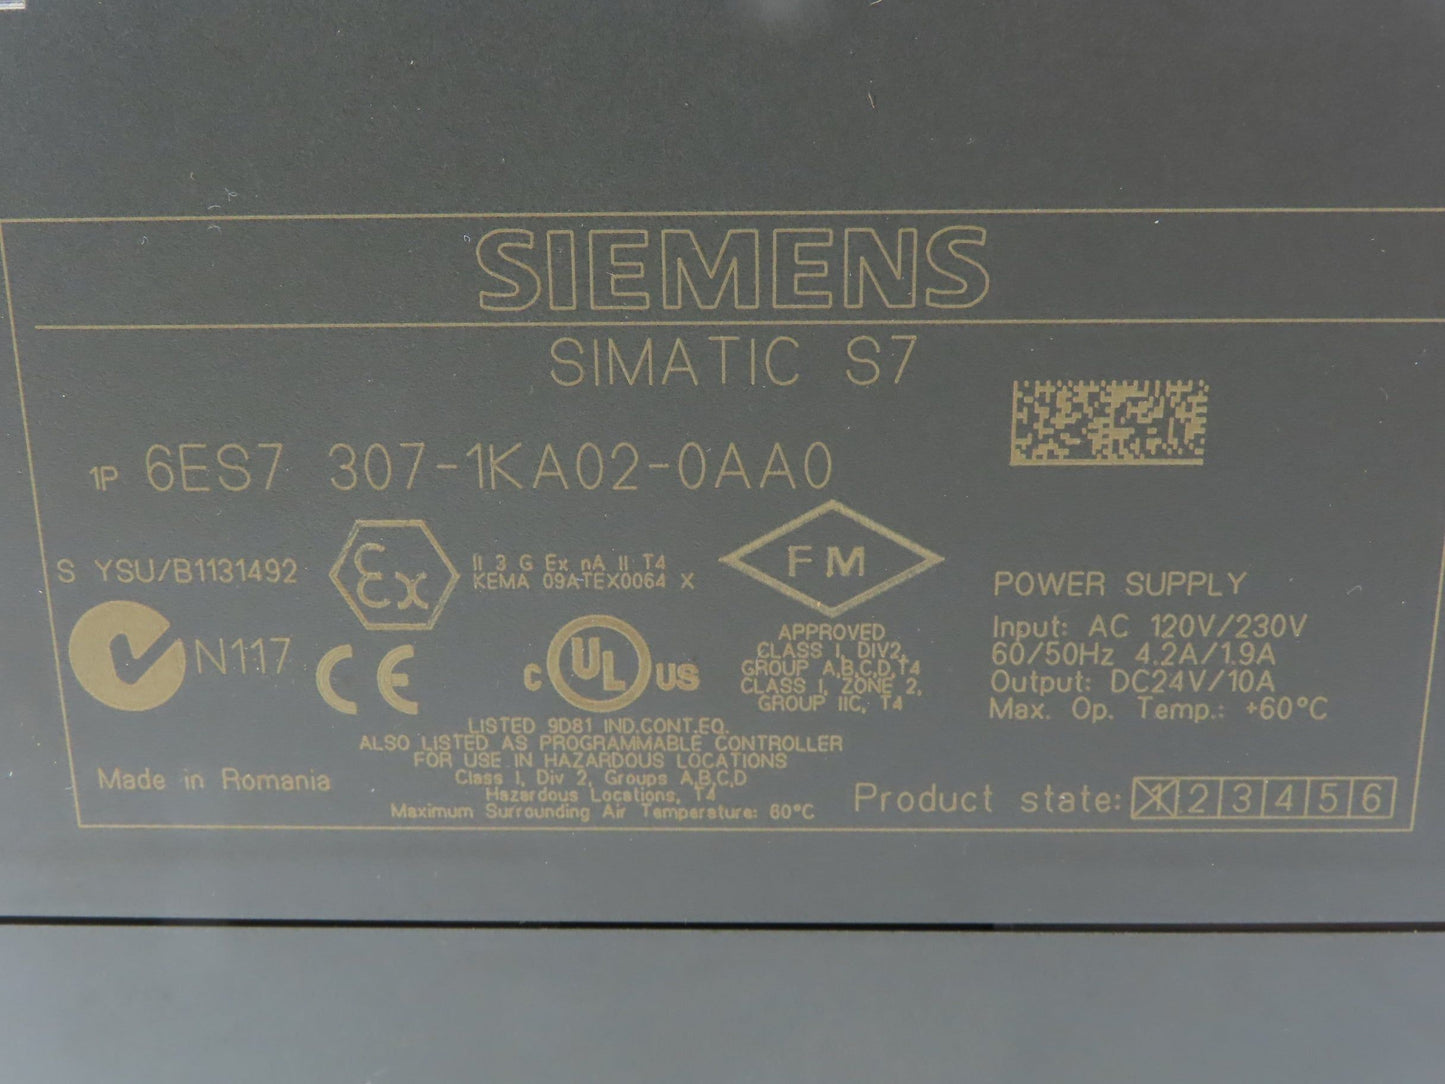 SIEMENS
SIMATIC S7
1P 6ES7 307-1KA02-0AA0
S YSU/B1131492
Ex
II 3 G Ex nA II T4
KEMA 09ATEX0064 X
FM
APPROVED
CLASS I, DIV2,
GROUP A,B,C,D,T4
CLASS I, ZONE 2,
GROUP IIC, T4
POWER SUPPLY
Input: AC 120V/230V
60/50Hz 4.2A/1.9A
Output: DC24V/10A
Max. Op. Temp.: +60°C
N117
CE
c UL US
LISTED 9D81 IND.CONT.EQ.
ALSO LISTED AS PROGRAMMABLE CONTROLLER
FOR USE IN HAZARDOUS LOCATIONS
Class I, Div 2, Groups A,B,C,D
Hazardous Locations, T4
Maximum Surrounding Air Temperature: 60°C
Made in Romania
Product state: 1 2 3 4 5 6